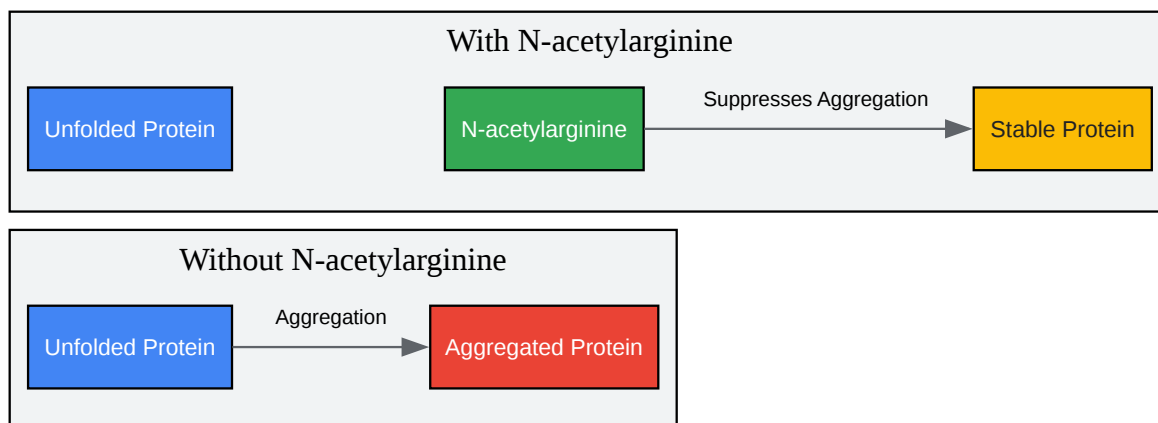 With N-acetylarginine
Unfolded Protein
N-acetylarginine
Suppresses Aggregation
Stable Protein
Without N-acetylarginine
Unfolded Protein
Aggregation
Aggregated Protein